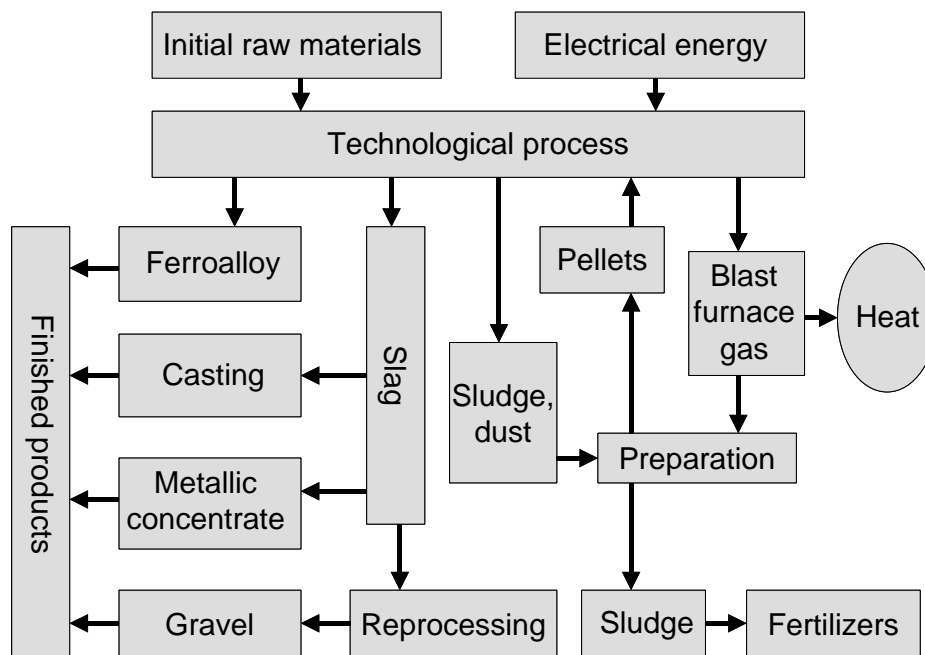 Initial raw materials
Electrical energy
Technological process
Ferroalloy
Pellets
Blast
furnace
gas
Heat
Finished products
Slag
Casting
Sludge,
dust
Preparation
Metallic
concentrate
Gravel
Reprocessing
Sludge
Fertilizers